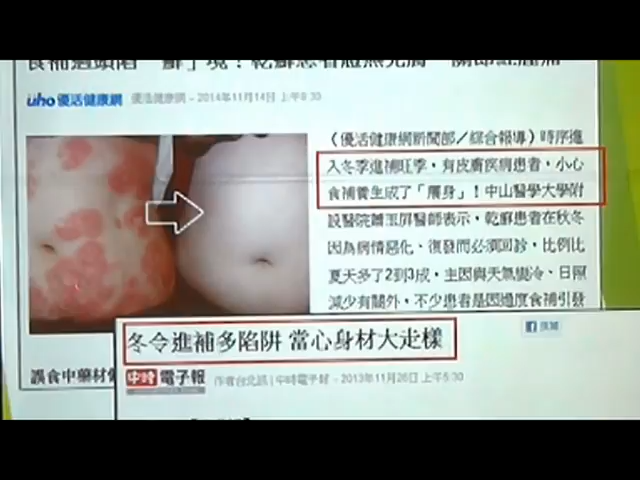 uho 優活健康網 優活健康網 - 2014年11月14日 上午8:30
（優活健康網新聞部／綜合報導）時序進
入冬季進補旺季，有皮膚疾病患者，小心
食補養生成了「厲身」！中山醫學大學附
設醫院蕭玉屏醫師表示，乾蘚患者在秋冬
因為病情惡化、復發而必須回診，比例比
夏天多了2到3成，主因與天氣變冷、日照
減少有關外，不少患者是因過度食補引發
誤食中藥材
冬令進補多陷阱 當心身材大走樣
中時電子報 作者台北訊 | 中時電子報 - 2013年11月26日 上午5:30